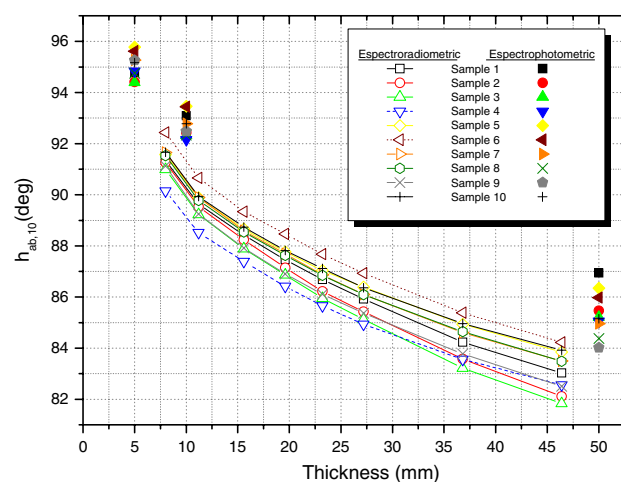 96
94
92
90
88
86
84
82
h_ab,10 (deg)
0 5 10 15 20 25 30 35 40 45 50
Thickness (mm)
Espectroradiometric Espectrophotometric
Sample 1
Sample 2
Sample 3
Sample 4
Sample 5
Sample 6
Sample 7
Sample 8
Sample 9
Sample 10